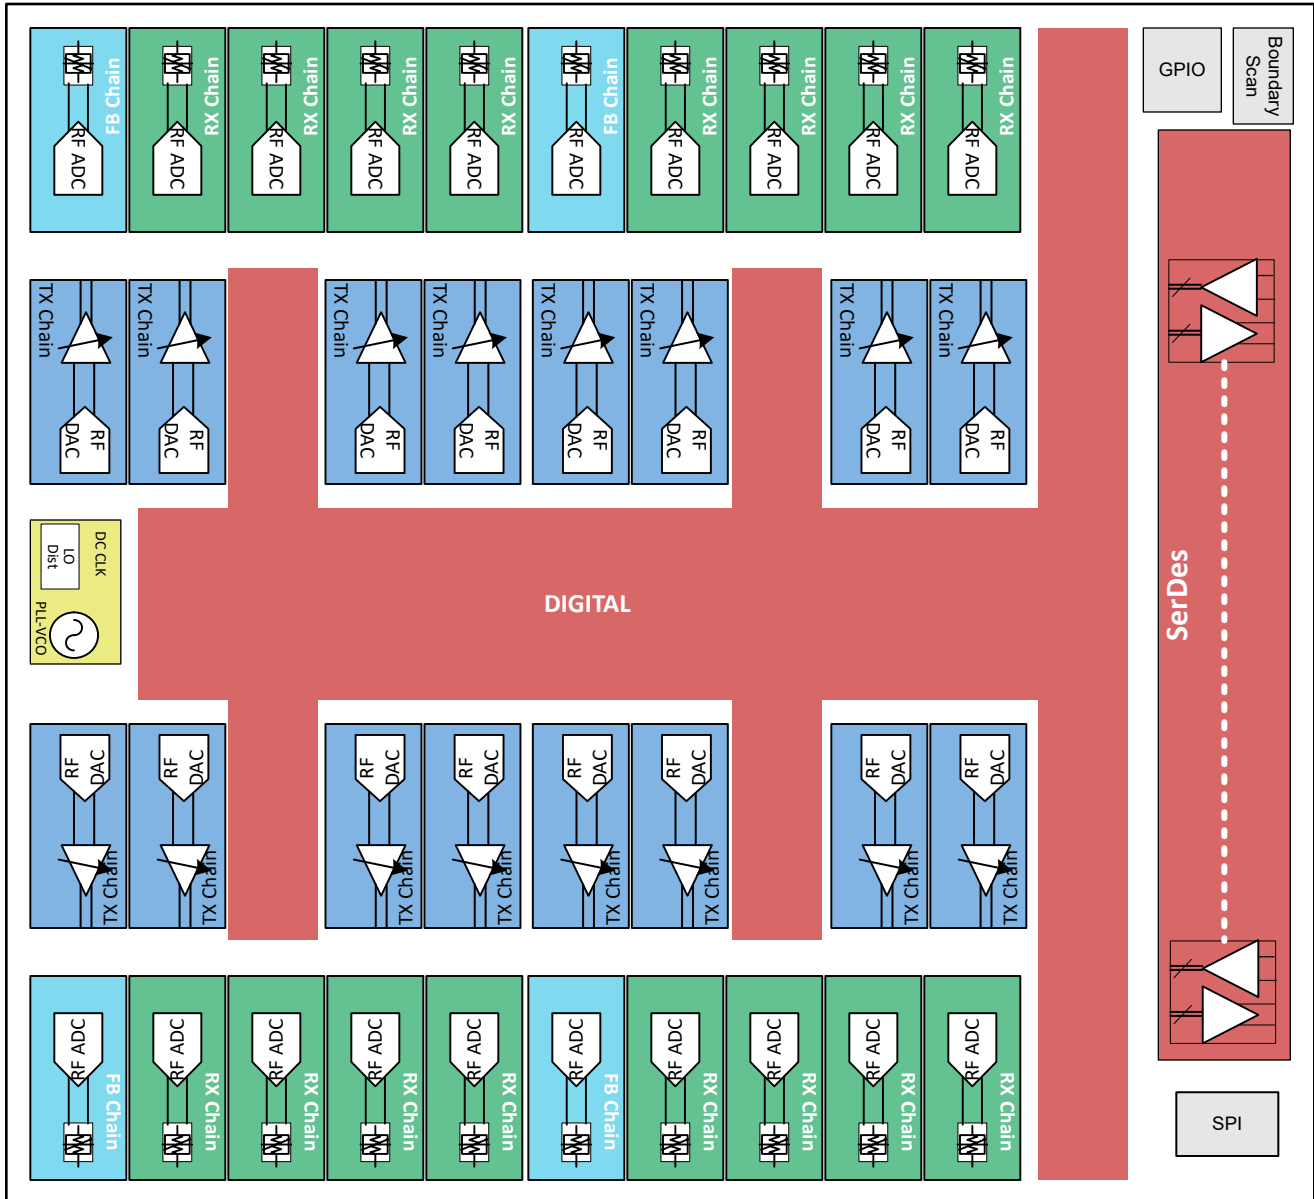 FB Chain
RF ADC
RX Chain
RF ADC
RX Chain
RF ADC
RX Chain
RF ADC
RX Chain
RF ADC
FB Chain
RF ADC
RX Chain
RF ADC
RX Chain
RF ADC
RX Chain
RF ADC
RX Chain
RF ADC
GPIO
Boundary
Scan
TX Chain
RF
DAC
TX Chain
RF
DAC
TX Chain
RF
DAC
TX Chain
RF
DAC
TX Chain
RF
DAC
TX Chain
RF
DAC
TX Chain
RF
DAC
TX Chain
RF
DAC
DC CLK
LO
Dist
PLL-VCO
DIGITAL
SerDes
RF
DAC
TX Chain
RF
DAC
TX Chain
RF
DAC
TX Chain
RF
DAC
TX Chain
RF
DAC
TX Chain
RF
DAC
TX Chain
RF
DAC
TX Chain
RF
DAC
TX Chain
RF ADC
FB Chain
RF ADC
RX Chain
RF ADC
RX Chain
RF ADC
RX Chain
RF ADC
RX Chain
RF ADC
FB Chain
RF ADC
RX Chain
RF ADC
RX Chain
RF ADC
RX Chain
RF ADC
RX Chain
SPI